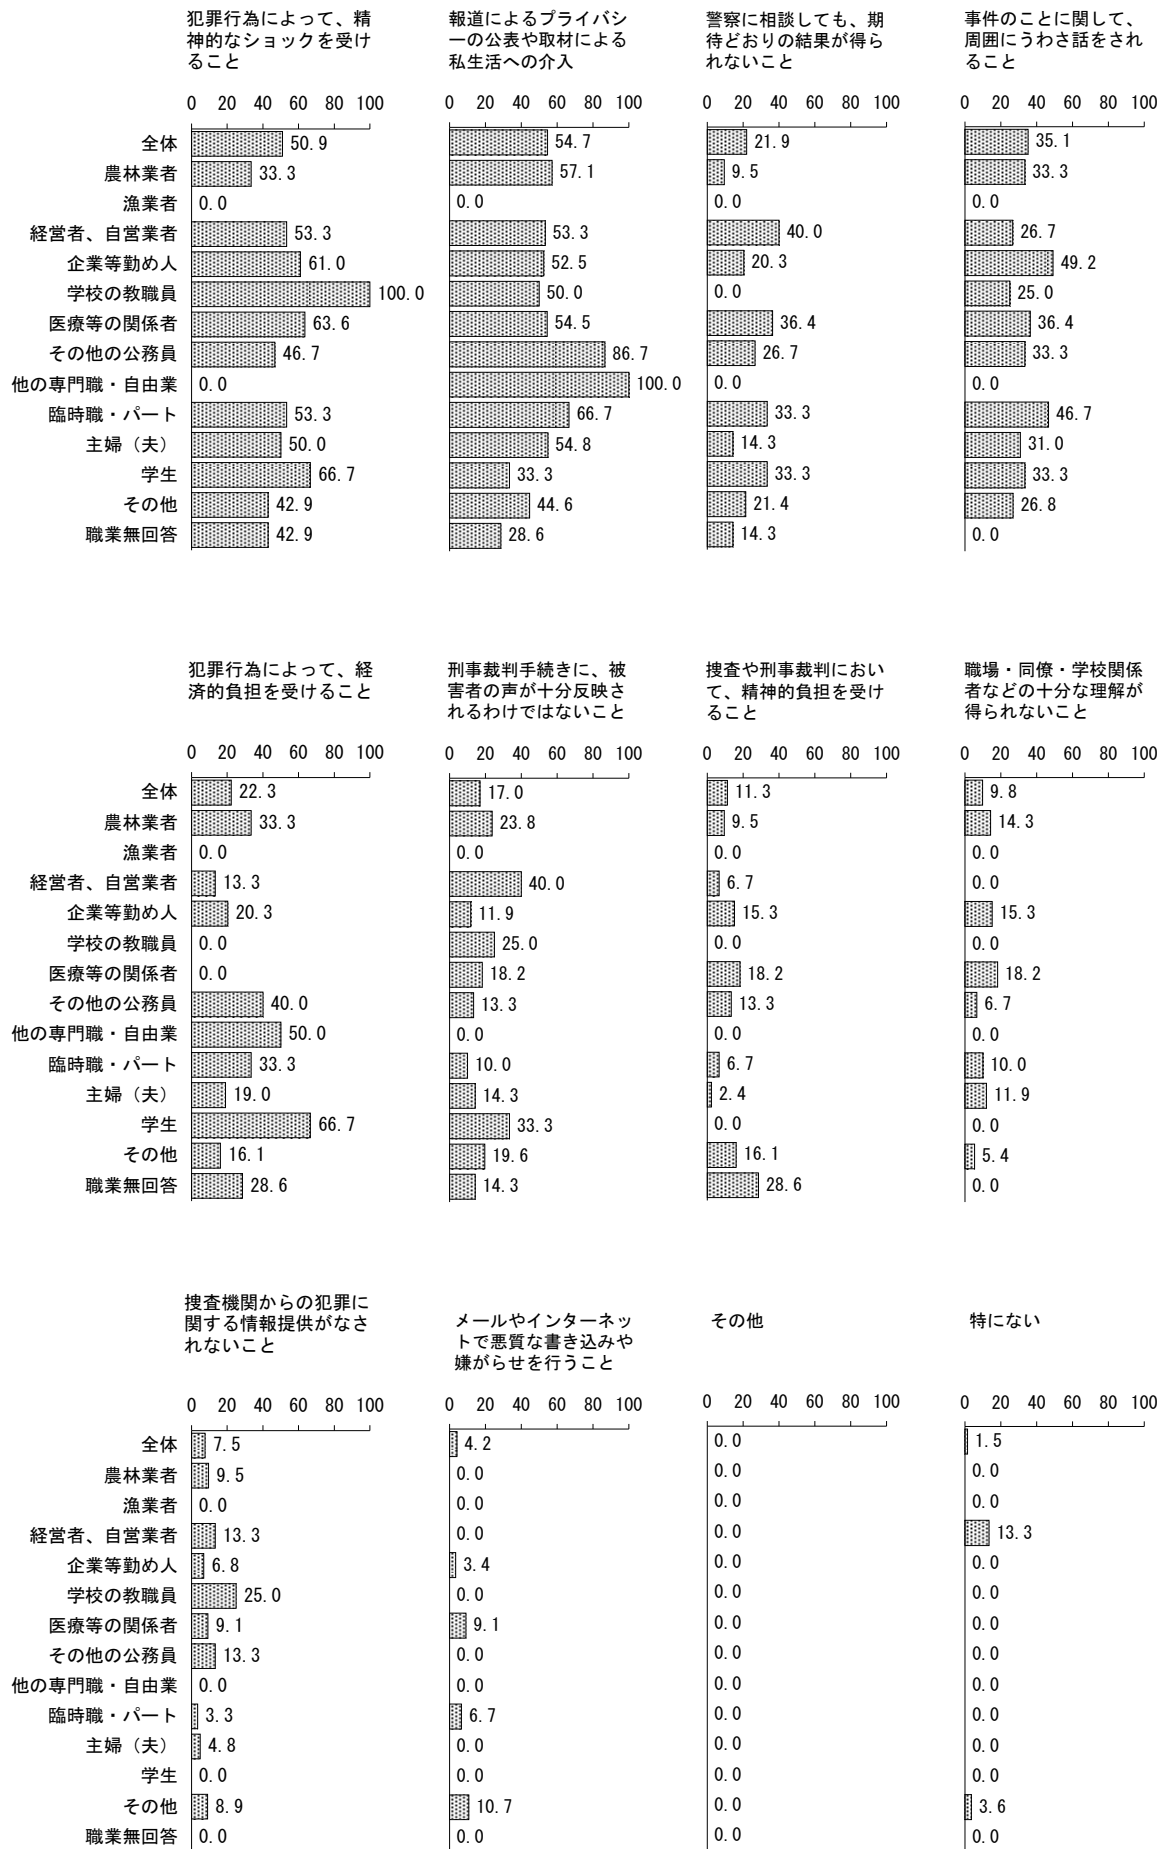 犯罪行為によって、精
神的なショックを受け
ること
報道によるプライバシ
ーの公表や取材による
私生活への介入
警察に相談しても、期
待どおりの結果が得ら
れないこと
事件のことに関して、
周囲にうわさ話をされ
ること
0 20 40 60 80 100 0 20 40 60 80 100 0 20 40 60 80 100 0 20 40 60 80 100
全体 50.9 54.7 21.9 35.1
農林業者 33.3 57.1 9.5 33.3
漁業者 0.0 0.0 0.0 0.0
経営者、自営業者 53.3 53.3 40.0 26.7
企業等勤め人 61.0 52.5 20.3 49.2
学校の教職員 100.0 50.0 0.0 25.0
医療等の関係者 63.6 54.5 36.4 36.4
その他の公務員 46.7 86.7 26.7 33.3
他の専門職・自由業 0.0 100.0 0.0 0.0
臨時職・パート 53.3 66.7 33.3 46.7
主婦（夫） 50.0 54.8 14.3 31.0
学生 66.7 33.3 33.3 33.3
その他 42.9 44.6 21.4 26.8
職業無回答 42.9 28.6 14.3 0.0
犯罪行為によって、経
済的負担を受けること
刑事裁判手続きに、被
害者の声が十分反映さ
れるわけではないこと
捜査や刑事裁判におい
て、精神的負担を受け
ること
職場・同僚・学校関係
者などの十分な理解が
得られないこと
0 20 40 60 80 100 0 20 40 60 80 100 0 20 40 60 80 100 0 20 40 60 80 100
全体 22.3 17.0 11.3 9.8
農林業者 33.3 23.8 9.5 14.3
漁業者 0.0 0.0 0.0 0.0
経営者、自営業者 13.3 40.0 6.7 0.0
企業等勤め人 20.3 11.9 15.3 15.3
学校の教職員 0.0 25.0 0.0 0.0
医療等の関係者 0.0 18.2 18.2 18.2
その他の公務員 40.0 13.3 13.3 6.7
他の専門職・自由業 50.0 0.0 0.0 0.0
臨時職・パート 33.3 10.0 6.7 10.0
主婦（夫） 19.0 14.3 2.4 11.9
学生 66.7 33.3 0.0 0.0
その他 16.1 19.6 16.1 5.4
職業無回答 28.6 14.3 28.6 0.0
捜査機関からの犯罪に
関する情報提供がなさ
れないこと
メールやインターネッ
トで悪質な書き込みや
嫌がらせを行うこと
その他
特にない
0 20 40 60 80 100 0 20 40 60 80 100 0 20 40 60 80 100 0 20 40 60 80 100
全体 7.5 4.2 0.0 1.5
農林業者 9.5 0.0 0.0 0.0
漁業者 0.0 0.0 0.0 0.0
経営者、自営業者 13.3 0.0 0.0 13.3
企業等勤め人 6.8 3.4 0.0 0.0
学校の教職員 25.0 0.0 0.0 0.0
医療等の関係者 9.1 9.1 0.0 0.0
その他の公務員 13.3 0.0 0.0 0.0
他の専門職・自由業 0.0 0.0 0.0 0.0
臨時職・パート 3.3 6.7 0.0 0.0
主婦（夫） 4.8 0.0 0.0 0.0
学生 0.0 0.0 0.0 0.0
その他 8.9 10.7 0.0 3.6
職業無回答 0.0 0.0 0.0 0.0